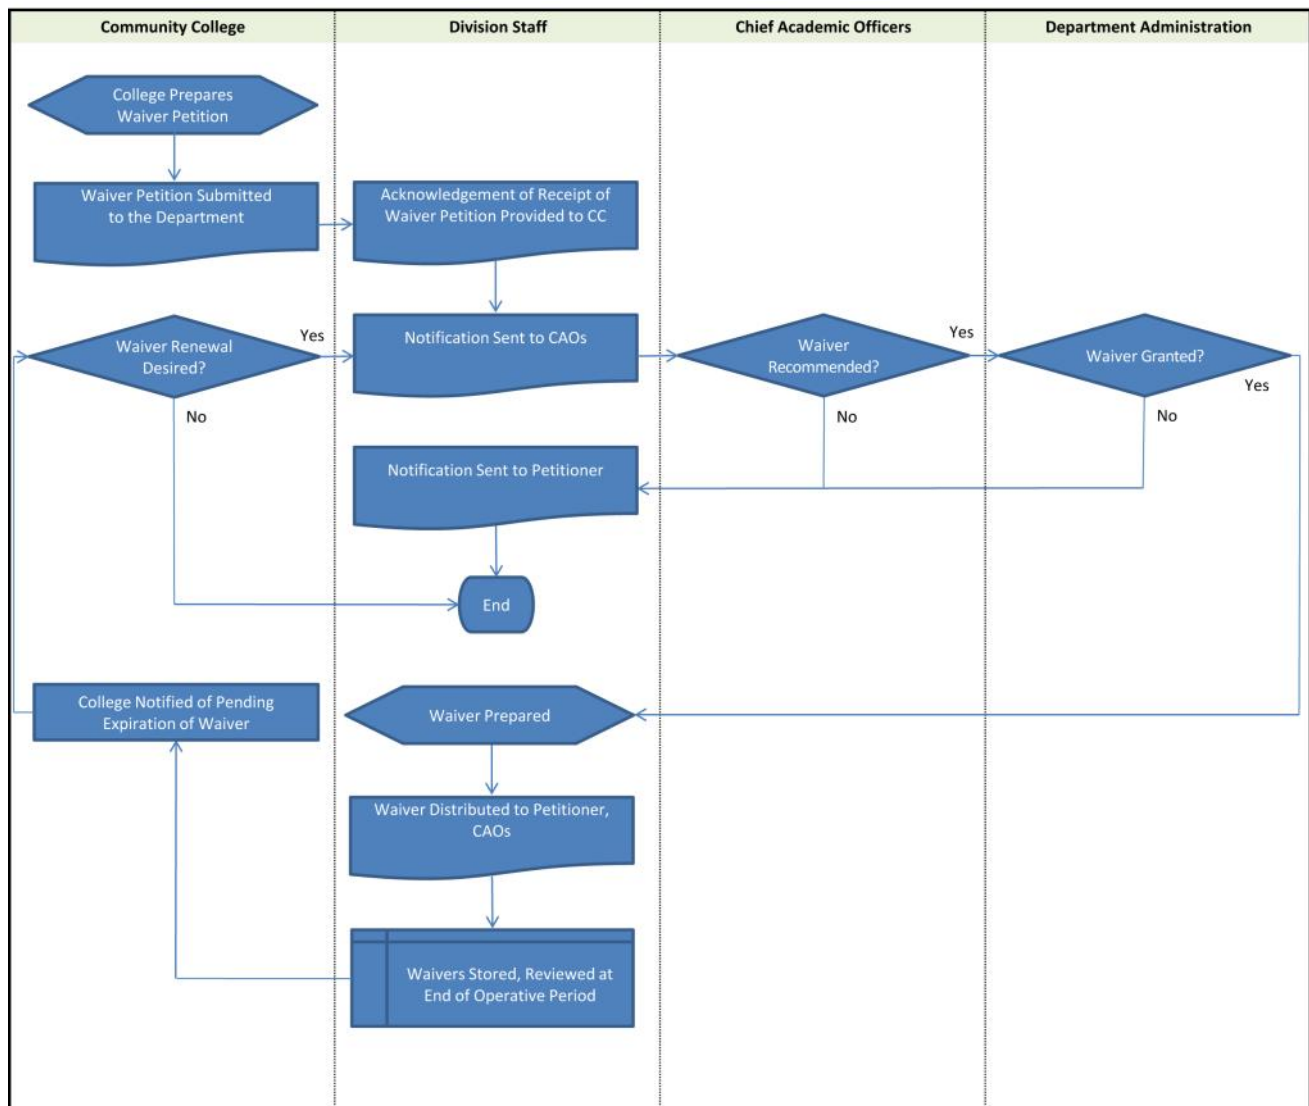 Community College
Division Staff
Chief Academic Officers
Department Administration
College Prepares
Waiver Petition
Waiver Petition Submitted
to the Department
Acknowledgement of Receipt of
Waiver Petition Provided to CC
Waiver Renewal
Desired?
Yes
No
Notification Sent to CAOs
Waiver
Recommended?
Yes
No
Waiver Granted?
Yes
No
Notification Sent to Petitioner
End
College Notified of Pending
Expiration of Waiver
Waiver Prepared
Waiver Distributed to Petitioner,
CAOs
Waivers Stored, Reviewed at
End of Operative Period